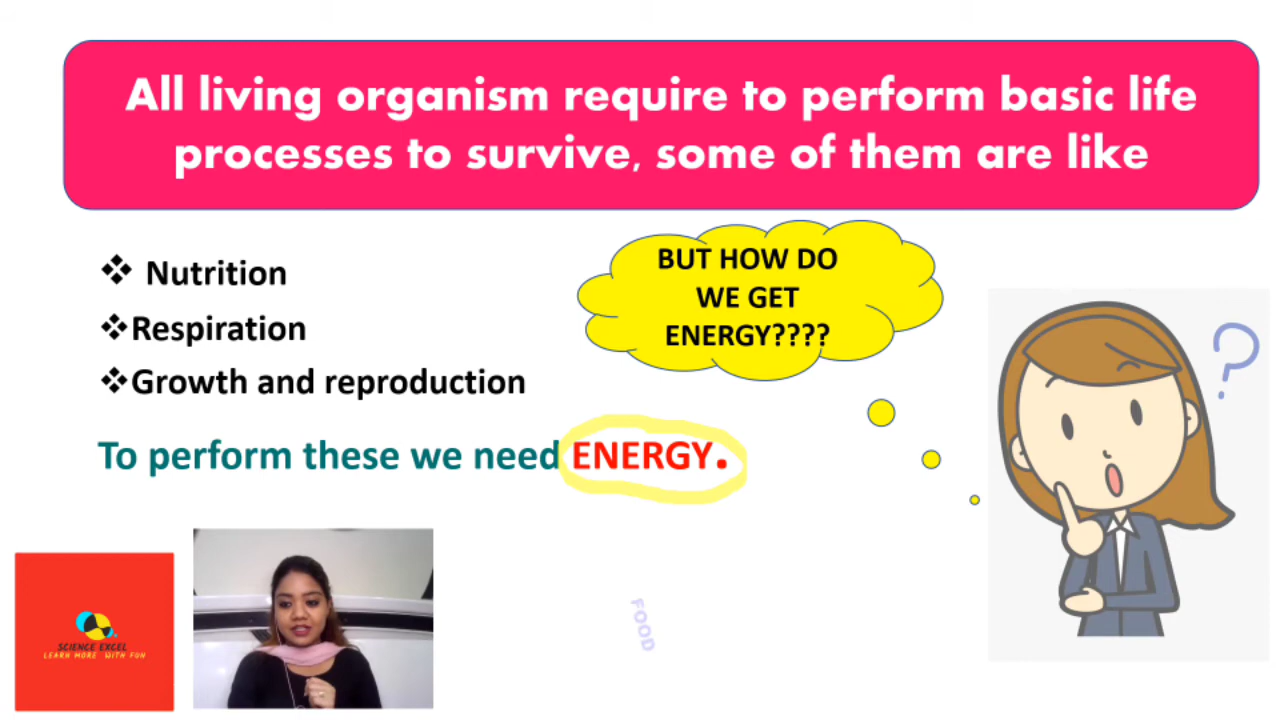 All living organism require to perform basic life
processes to survive, some of them are like
❖ Nutrition
❖Respiration
❖Growth and reproduction
To perform these we need ENERGY.
BUT HOW DO
WE GET
ENERGY????
?
SCIENCE EXCEL
LEARN MORE WITH FUN
FOOD